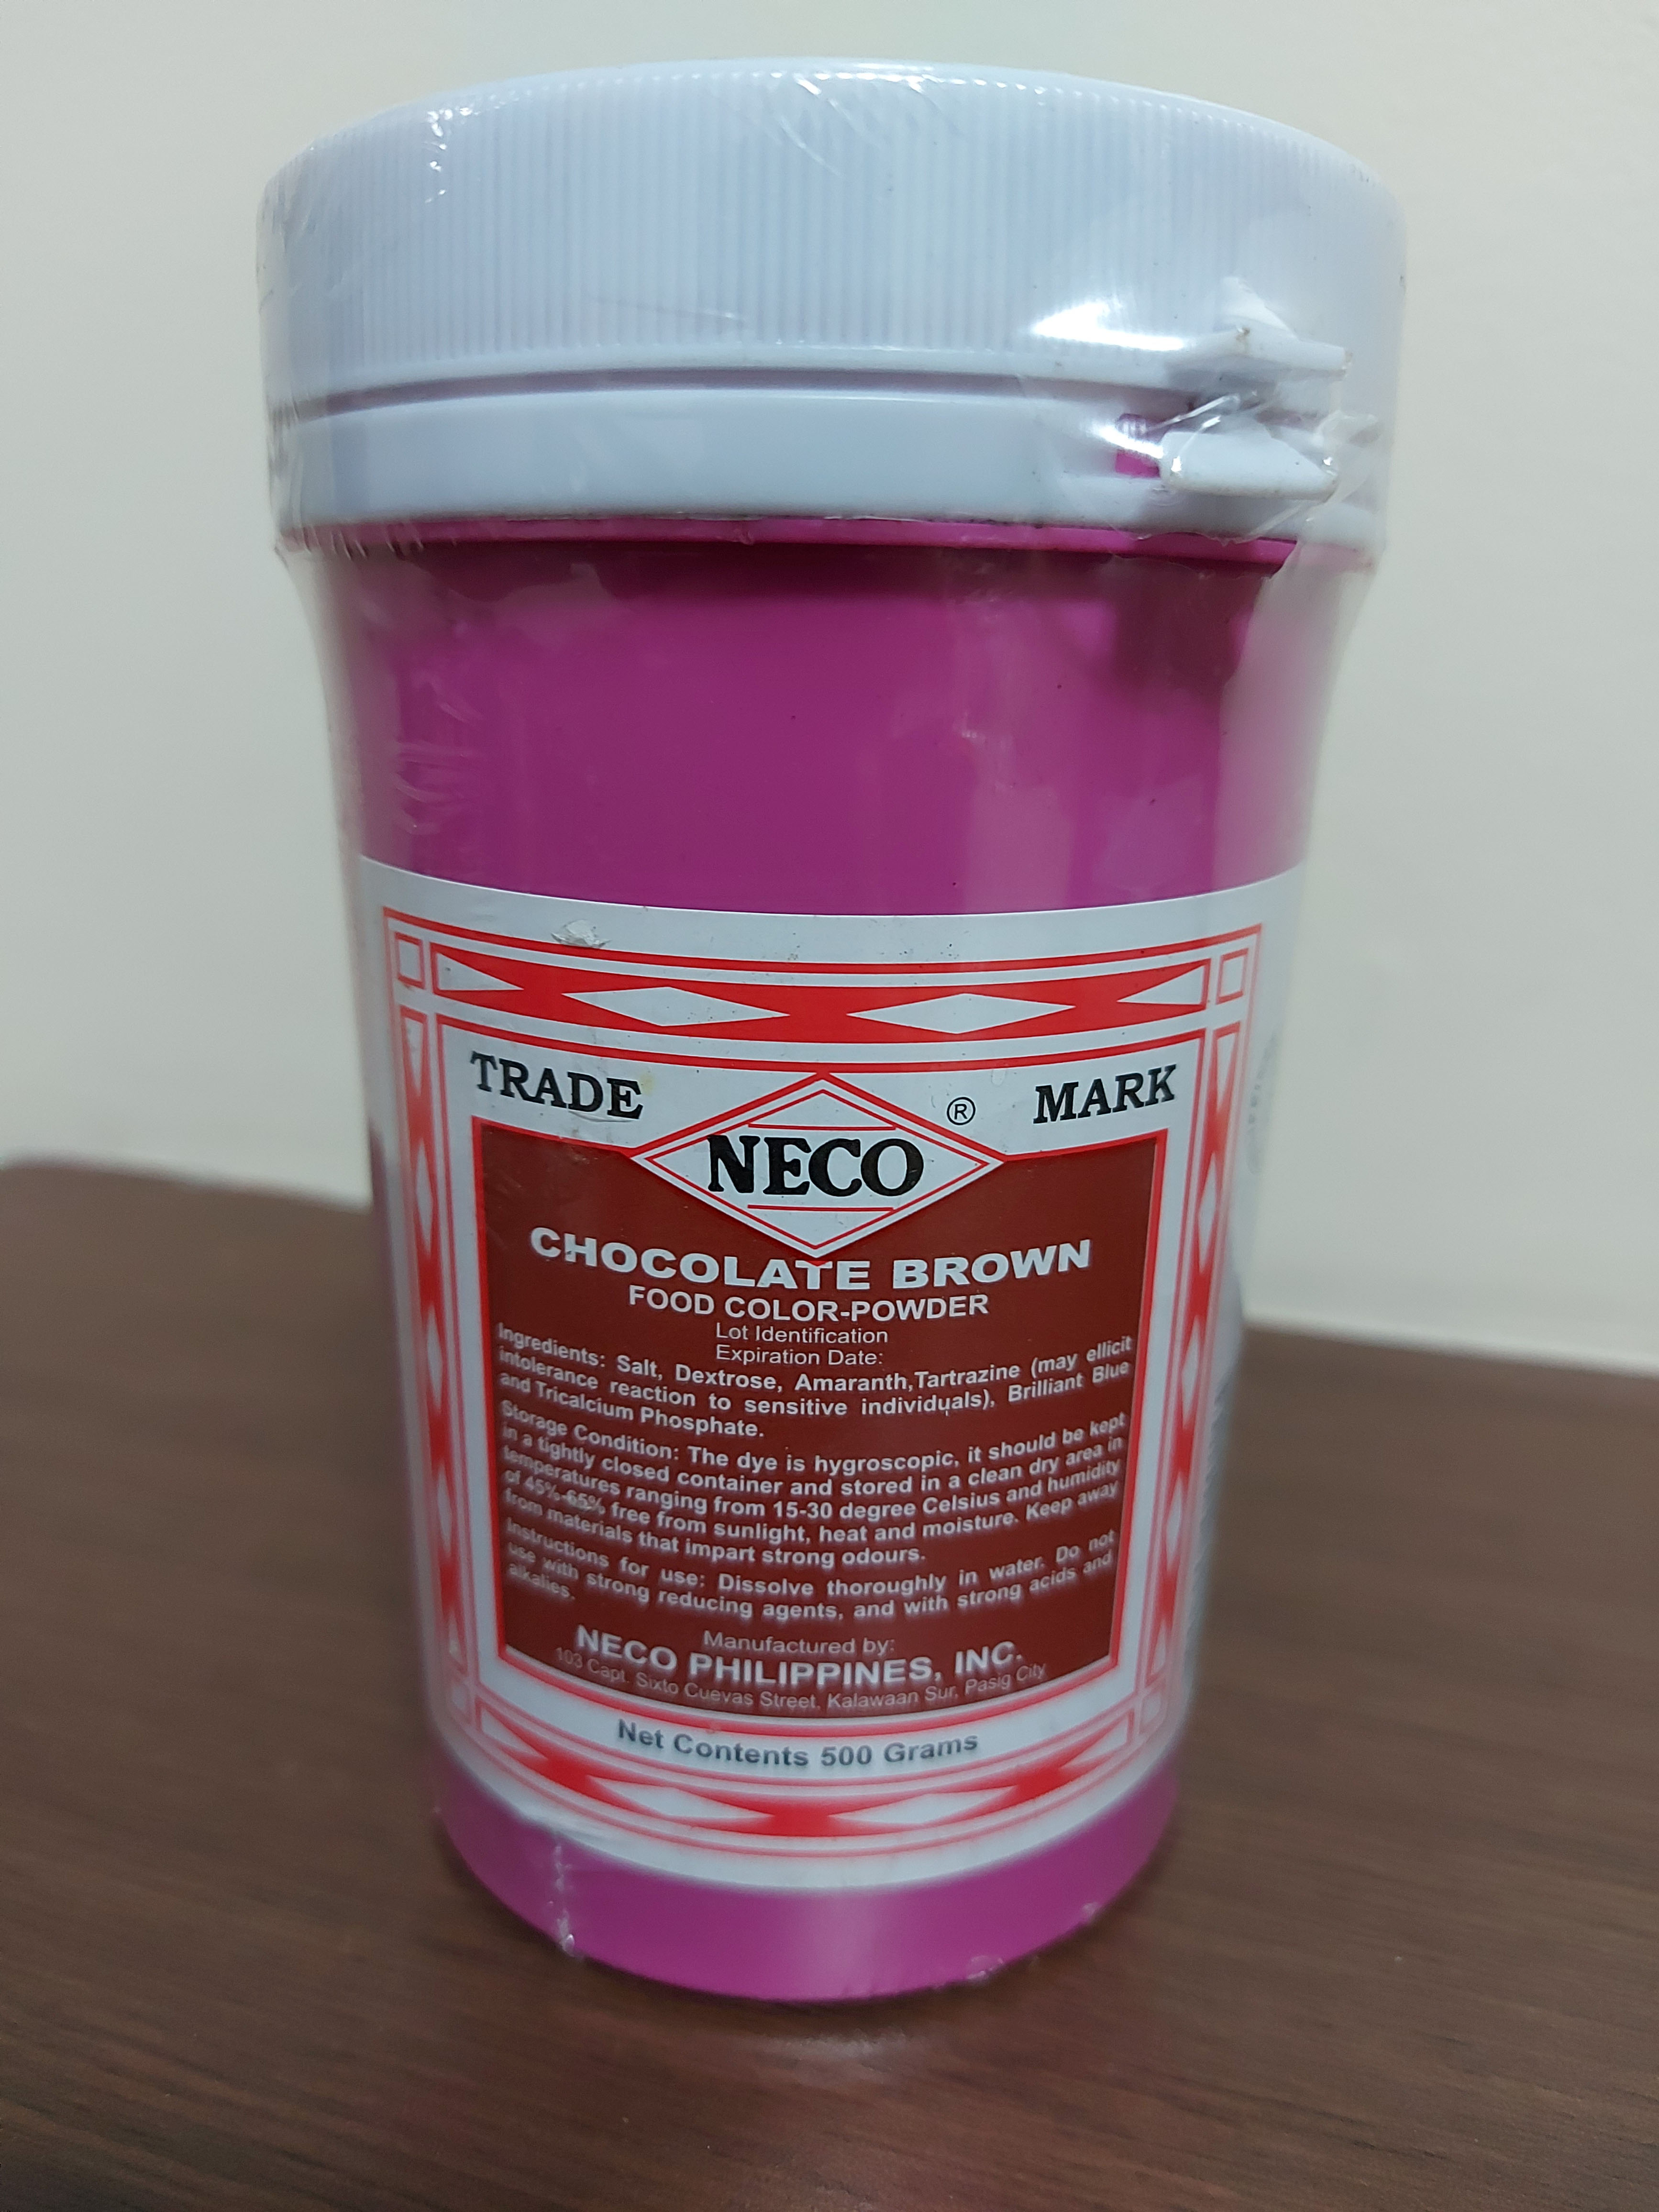 TRADE MARK
NECO ®
CHOCOLATE BROWN
FOOD COLOR-POWDER
Lot Identification
Expiration Date:
Ingredients: Salt, Dextrose, Amaranth,Tartrazine (may ellicit
intolerance reaction to sensitive individuals), Brilliant Blue
and Tricalcium Phosphate.
Storage Condition: The dye is hygroscopic, it should be kept
in a tightly closed container and stored in a clean dry area in
temperatures ranging from 15-30 degree Celsius and humidity
of 45%-65% free from sunlight, heat and moisture. Keep away
from materials that impart strong odours.
Instructions for use: Dissolve thoroughly in water. Do not
use with strong reducing agents, and with strong acids and
alkalies.
Manufactured by:
NECO PHILIPPINES, INC.
103 Capt. Sixto Cuevas Street, Kalawaan Sur, Pasig City
Net Contents 500 Grams